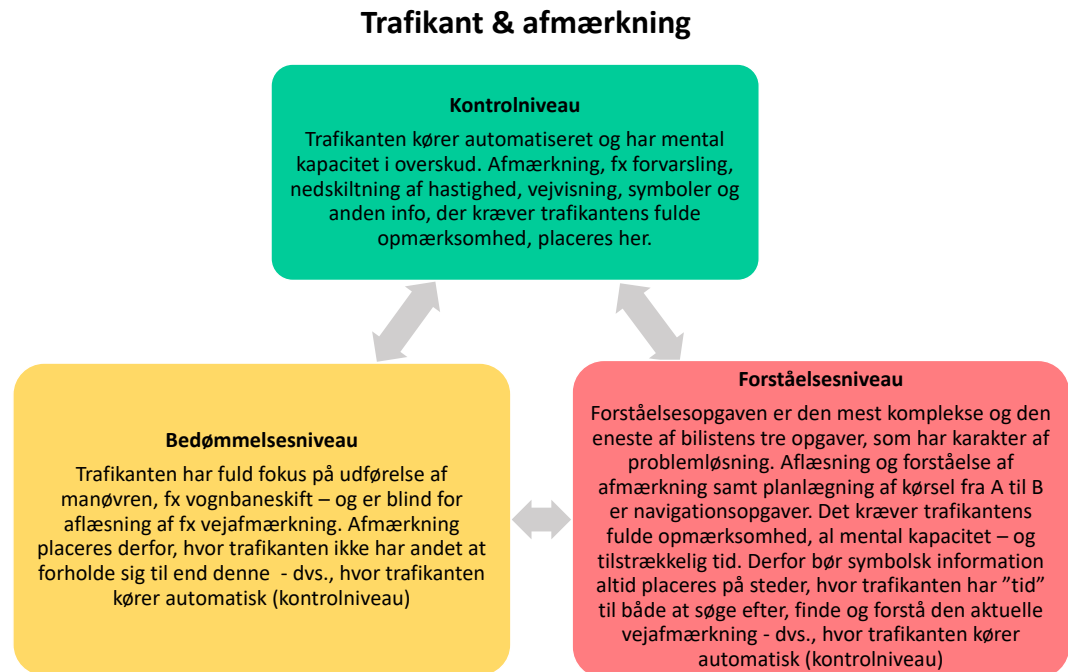 Trafikant & afmærkning
Kontrolniveau
Trafikanten kører automatiseret og har mental
kapacitet i overskud. Afmærkning, fx forvarsling,
nedskiltning af hastighed, vejvisning, symboler og
anden info, der kræver trafikantens fulde
opmærksomhed, placeres her.
Bedømmelsesniveau
Trafikanten har fuld fokus på udførelse af
manøvren, fx vognbaneskift – og er blind for
aflæsning af fx vejafmærkning. Afmærkning
placeres derfor, hvor trafikanten ikke har andet at
forholde sig til end denne  - dvs., hvor trafikanten
kører automatisk (kontrolniveau)
Forståelsesniveau
Forståelsesopgaven er den mest komplekse og den
eneste af bilistens tre opgaver, som har karakter af
problemløsning. Aflæsning og forståelse af
afmærkning samt planlægning af kørsel fra A til B
er navigationsopgaver. Det kræver trafikantens
fulde opmærksomhed, al mental kapacitet – og
tilstrækkelig tid. Derfor bør symbolsk information
altid placeres på steder, hvor trafikanten har ”tid”
til både at søge efter, finde og forstå den aktuelle
vejafmærkning - dvs., hvor trafikanten kører
automatisk (kontrolniveau)